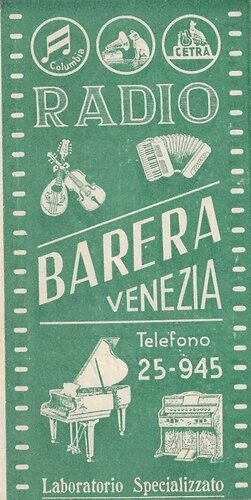 Columbia
CETRA
RADIO
BARERA
VENEZIA
Telefono
25-945
Laboratorio Specializzato